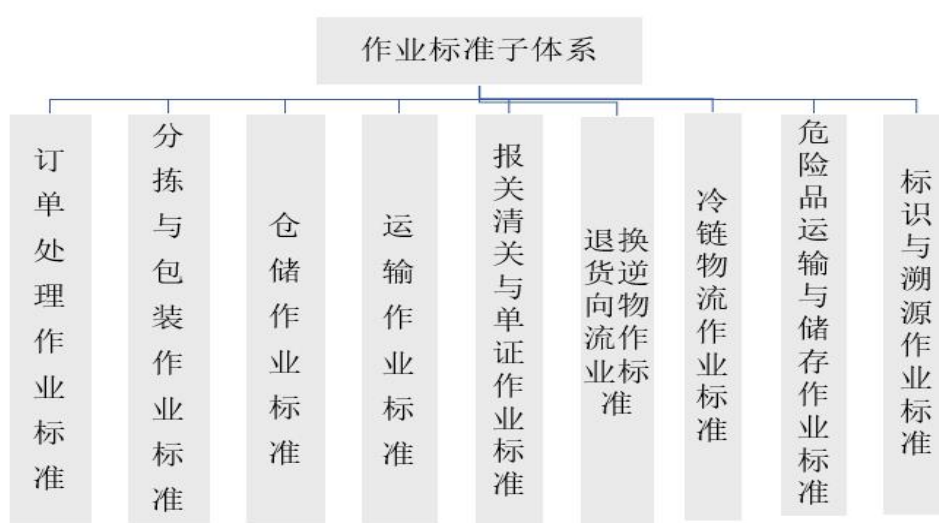 作业标准子体系
订单处理作业标准
分拣与包装作业标准
仓储作业标准
运输作业标准
报关清关与单证作业标准
退换
货逆
向物
流作
业标
准
冷链物流作业标准
危险品运输与储存作业标准
标识与溯源作业标准